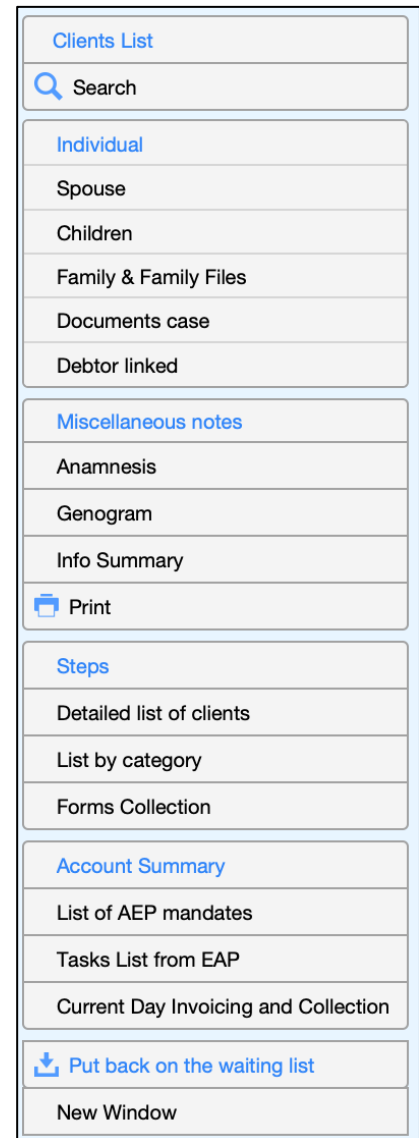 Clients List
Search
Individual
Spouse
Children
Family & Family Files
Documents case
Debtor linked
Miscellaneous notes
Anamnesis
Genogram
Info Summary
Print
Steps
Detailed list of clients
List by category
Forms Collection
Account Summary
List of AEP mandates
Tasks List from EAP
Current Day Invoicing and Collection
Put back on the waiting list
New Window